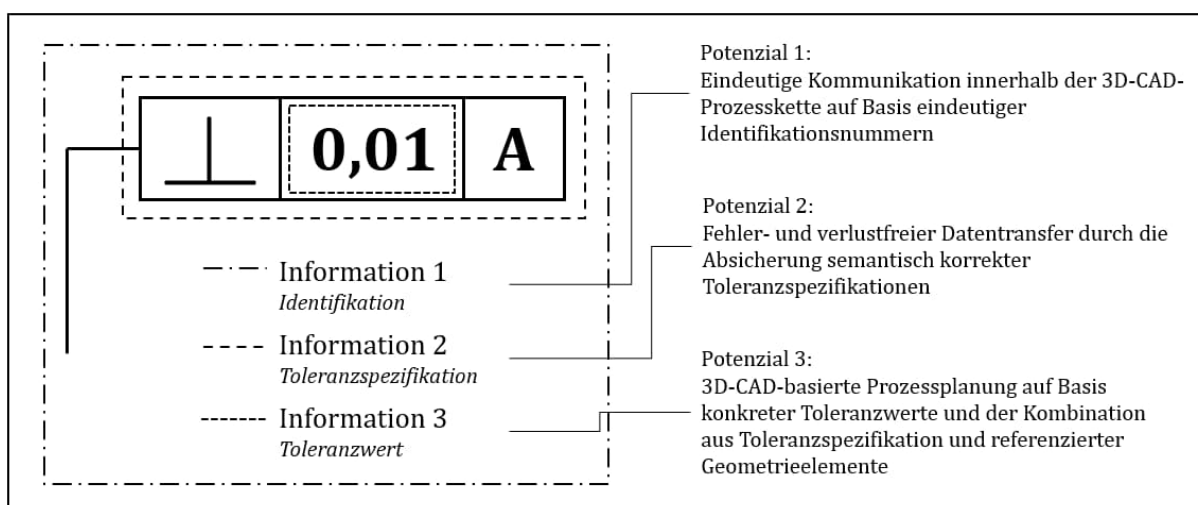 ⊥ 0,01 A
Information 1
Identifikation
Information 2
Toleranzspezifikation
Information 3
Toleranzwert
Potenzial 1:
Eindeutige Kommunikation innerhalb der 3D-CAD-
Prozesskette auf Basis eindeutiger
Identifikationsnummern
Potenzial 2:
Fehler- und verlustfreier Datentransfer durch die
Absicherung semantisch korrekter
Toleranzspezifikationen
Potenzial 3:
3D-CAD-basierte Prozessplanung auf Basis
konkreter Toleranzwerte und der Kombination
aus Toleranzspezifikation und referenzierter
Geometrieelemente